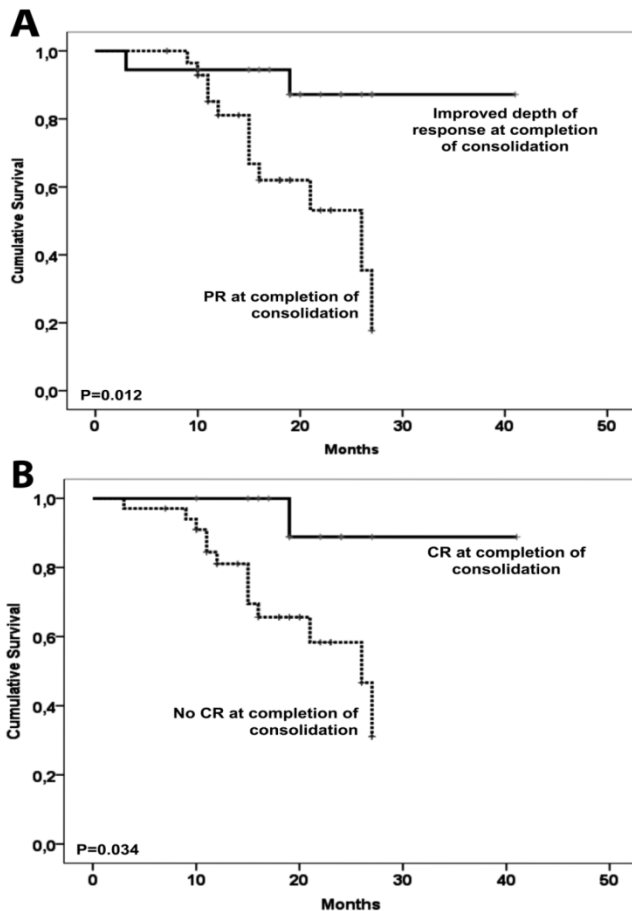 A
Cumulative Survival
1,0
0,8
0,6
0,4
0,2
0,0
Improved depth of
response at completion
of consolidation
PR at completion of
consolidation
P=0.012
0 10 20 30 40 50
Months
B
Cumulative Survival
1,0
0,8
0,6
0,4
0,2
0,0
CR at completion of
consolidation
No CR at completion of
consolidation
P=0.034
0 10 20 30 40 50
Months